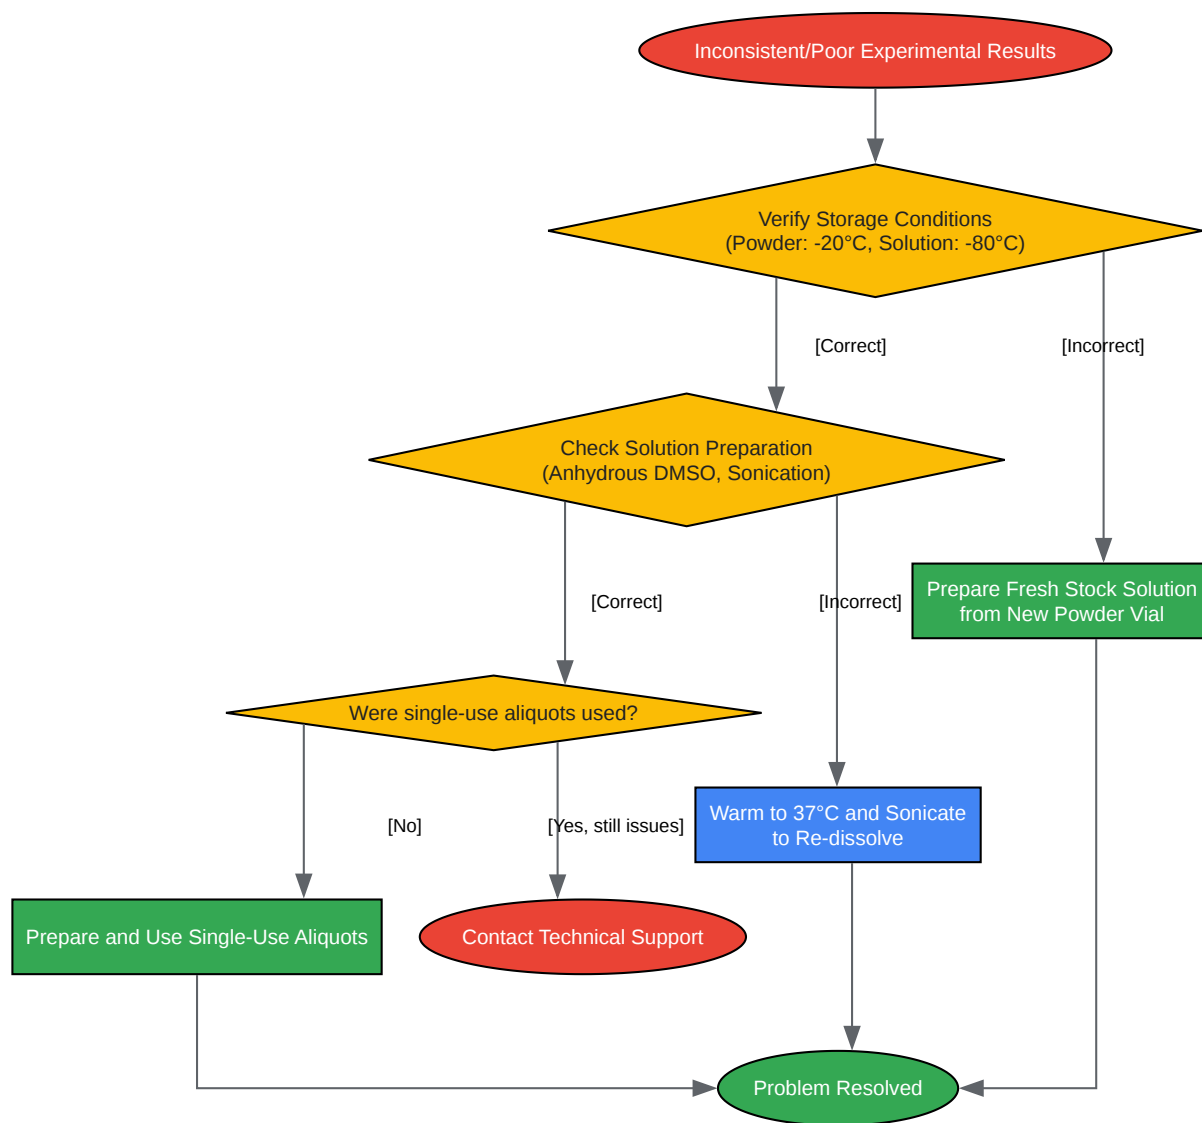 Inconsistent/Poor Experimental Results
Verify Storage Conditions
(Powder: -20°C, Solution: -80°C)
[Correct]
[Incorrect]
Check Solution Preparation
(Anhydrous DMSO, Sonication)
[Correct]
[Incorrect]
Prepare Fresh Stock Solution
from New Powder Vial
Were single-use aliquots used?
[No]
[Yes, still issues]
Warm to 37°C and Sonicate
to Re-dissolve
Prepare and Use Single-Use Aliquots
Contact Technical Support
Problem Resolved